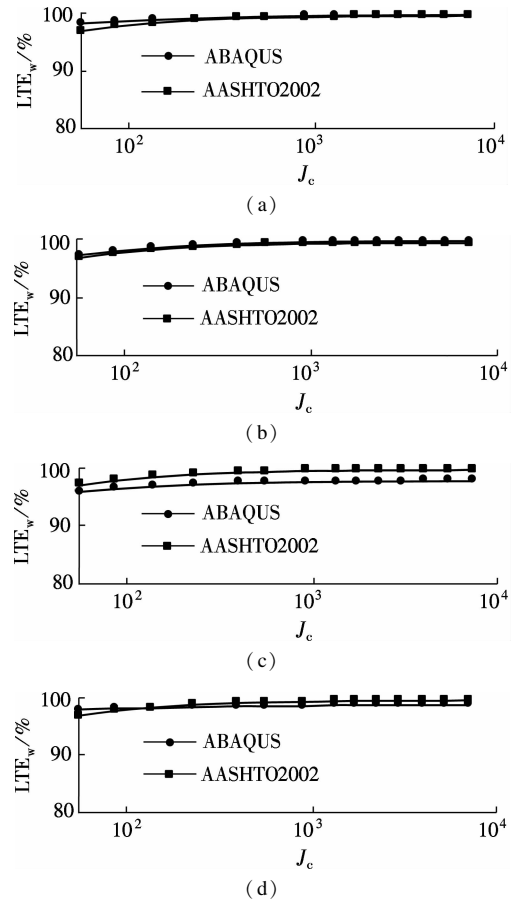 100
90
80
LTE_w/%
ABAQUS
AASHTO2002
10^2
10^3
10^4
J_c
(a)
100
90
80
LTE_w/%
ABAQUS
AASHTO2002
10^2
10^3
10^4
J_c
(b)
100
90
80
LTE_w/%
ABAQUS
AASHTO2002
10^2
10^3
10^4
J_c
(c)
100
90
80
LTE_w/%
ABAQUS
AASHTO2002
10^2
10^3
10^4
J_c
(d)